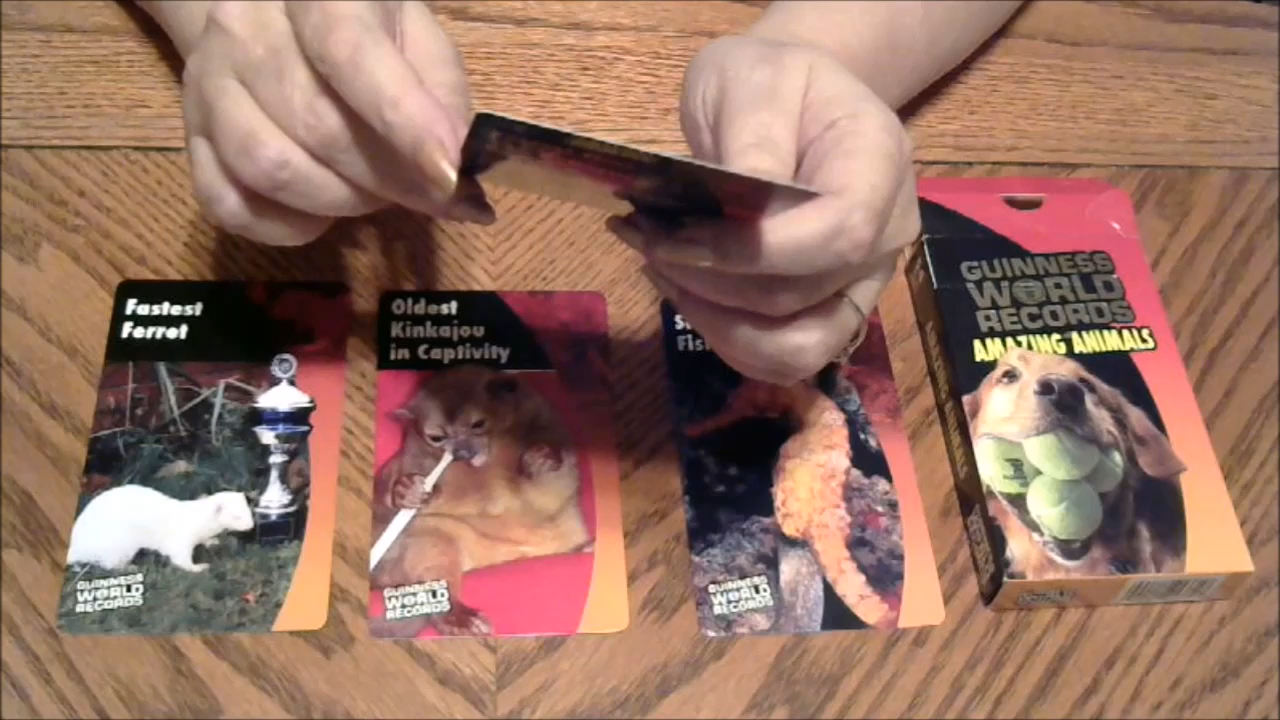 Fastest
Ferret
GUINNESS
WORLD
RECORDS
Oldest
Kinkajou
in Captivity
GUINNESS
WORLD
RECORDS
GUINNESS
WORLD
RECORDS
GUINNESS
WORLD
RECORDS
AMAZING ANIMALS